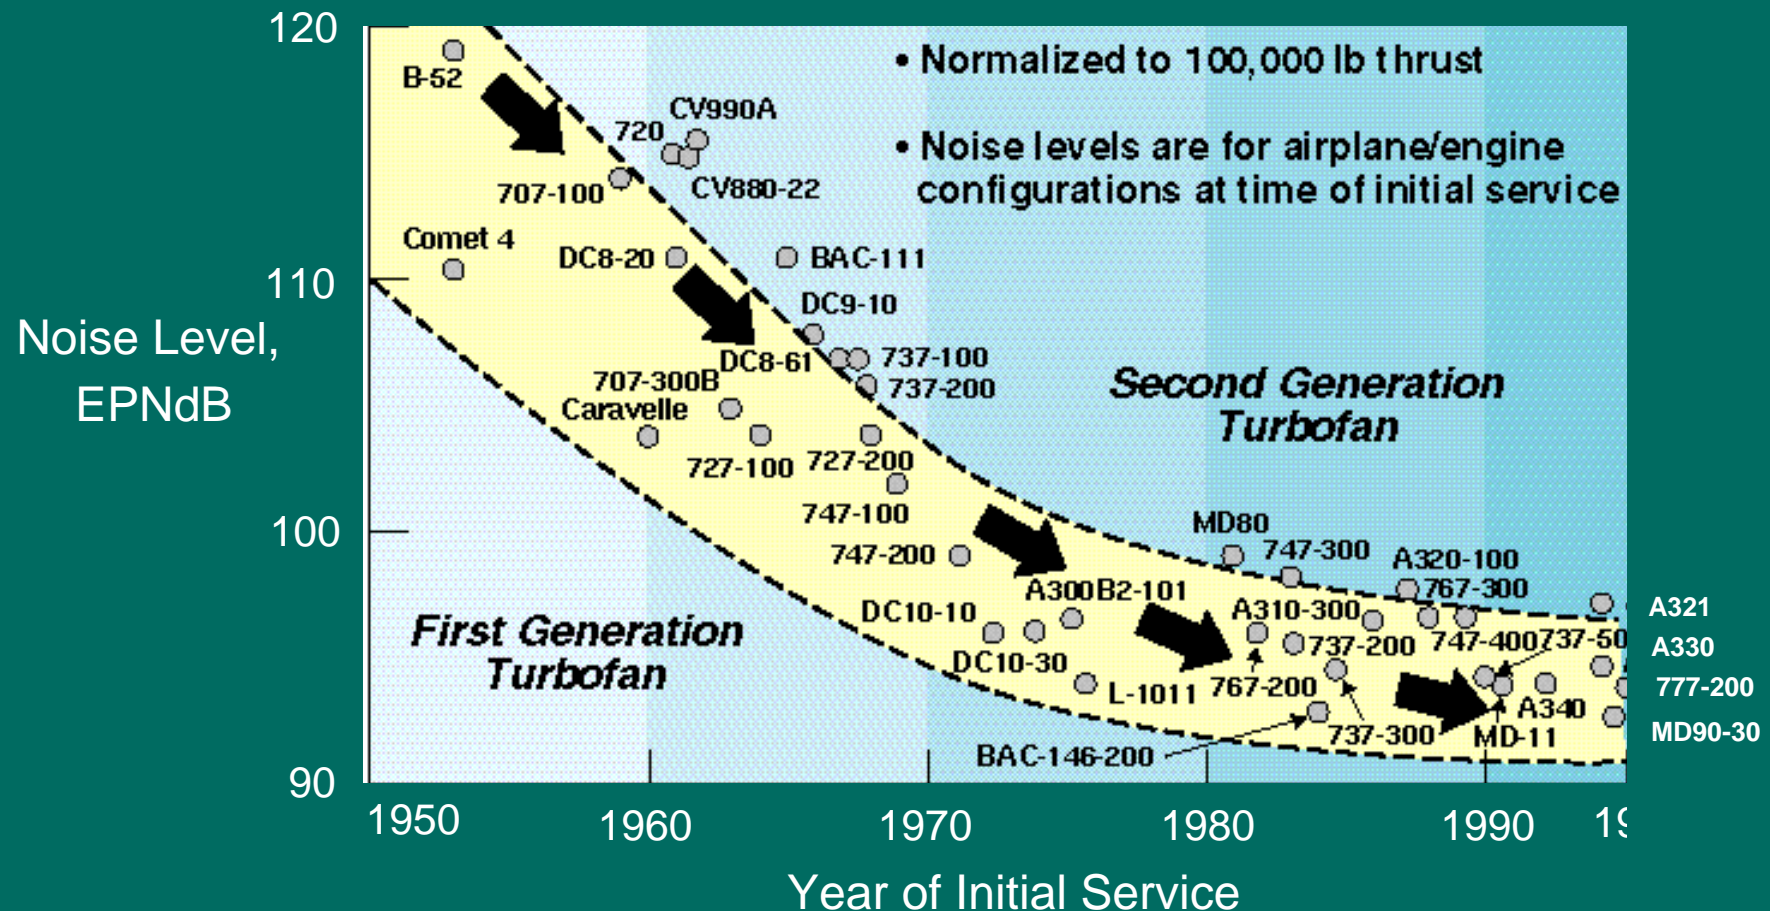 120
• Normalized to 100,000 lb thrust
B-52
CV990A
720
• Noise levels are for airplane/engine
configurations at time of initial service
707-100
CV880-22
Comet 4
DC8-20
BAC-111
110
DC9-10
Noise Level,
EPNdB
DC8-61
737-100
707-300B
737-200
Second Generation
Turbofan
Caravelle
727-100
727-200
747-100
100
MD80
747-200
747-300
A320-100
A300B2-101
767-300
DC10-10
A310-300
A321
First Generation
Turbofan
737-200
747-400
737-50
A330
DC10-30
L-1011
767-200
777-200
A340
737-300
MD-11
MD90-30
BAC-146-200
90
1950
1960
1970
1980
1990
19
Year of Initial Service